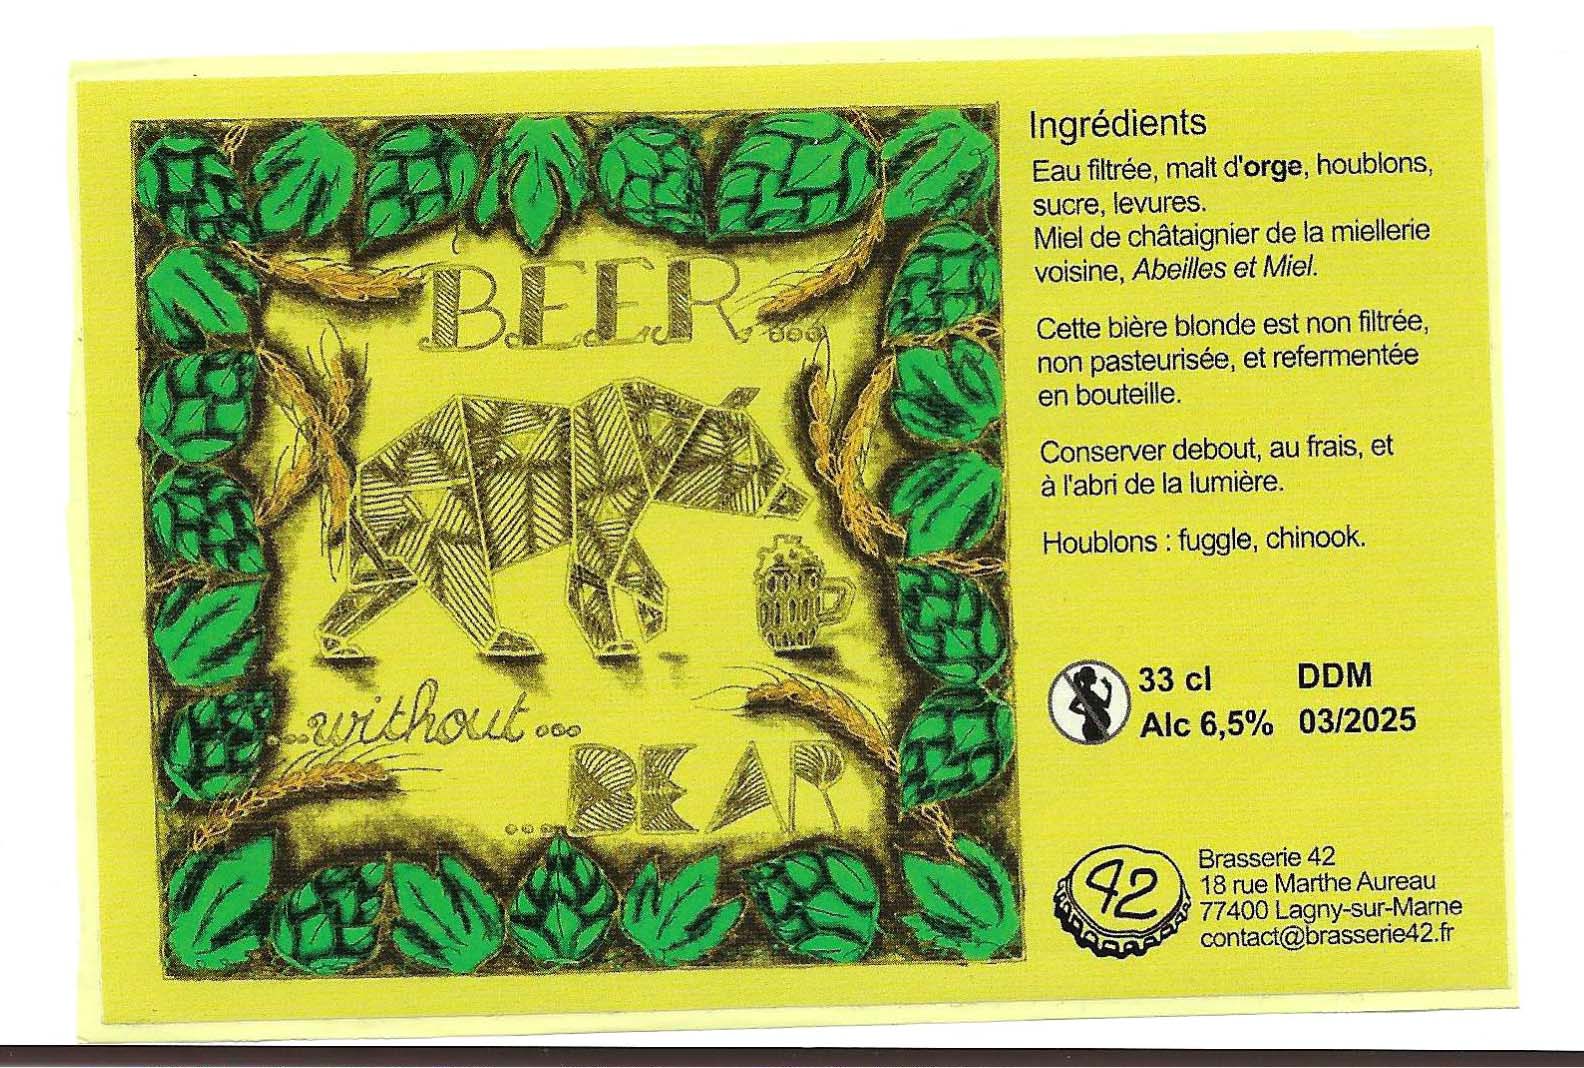 BEER...
...without...
...BEAR
Ingrédients
Eau filtrée, malt d'orge, houblons,
sucre, levures.
Miel de châtaignier de la miellerie
voisine, Abeilles et Miel.
Cette bière blonde est non filtrée,
non pasteurisée, et refermentée
en bouteille.
Conserver debout, au frais, et
à l'abri de la lumière.
Houblons : fuggle, chinook.
33 cl DDM
Alc 6,5% 03/2025
42
Brasserie 42
18 rue Marthe Aureau
77400 Lagny-sur-Marne
contact@brasserie42.fr